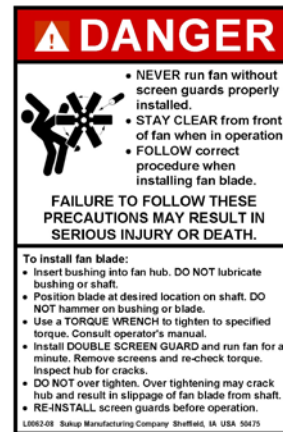 DANGER
• NEVER run fan without
screen guards properly
installed.
• STAY CLEAR from front
of fan when in operation
• FOLLOW correct
procedure when
installing fan blade.
FAILURE TO FOLLOW THESE
PRECAUTIONS MAY RESULT IN
SERIOUS INJURY OR DEATH.
To install fan blade:
• Insert bushing into fan hub. DO NOT lubricate
bushing or shaft.
• Position blade at desired location on shaft. DO
NOT hammer on bushing or blade.
• Use a TORQUE WRENCH to tighten to specified
torque. Consult operator's manual.
• Install DOUBLE SCREEN GUARD and run fan for a
minute. Remove screens and re-check torque.
Inspect hub for cracks.
• DO NOT over tighten. Over tightening may crack
hub and result in slippage of fan blade from shaft.
• RE-INSTALL screen guards before operation.
L0062-08 Sukup Manufacturing Company Sheffield, IA USA 50475